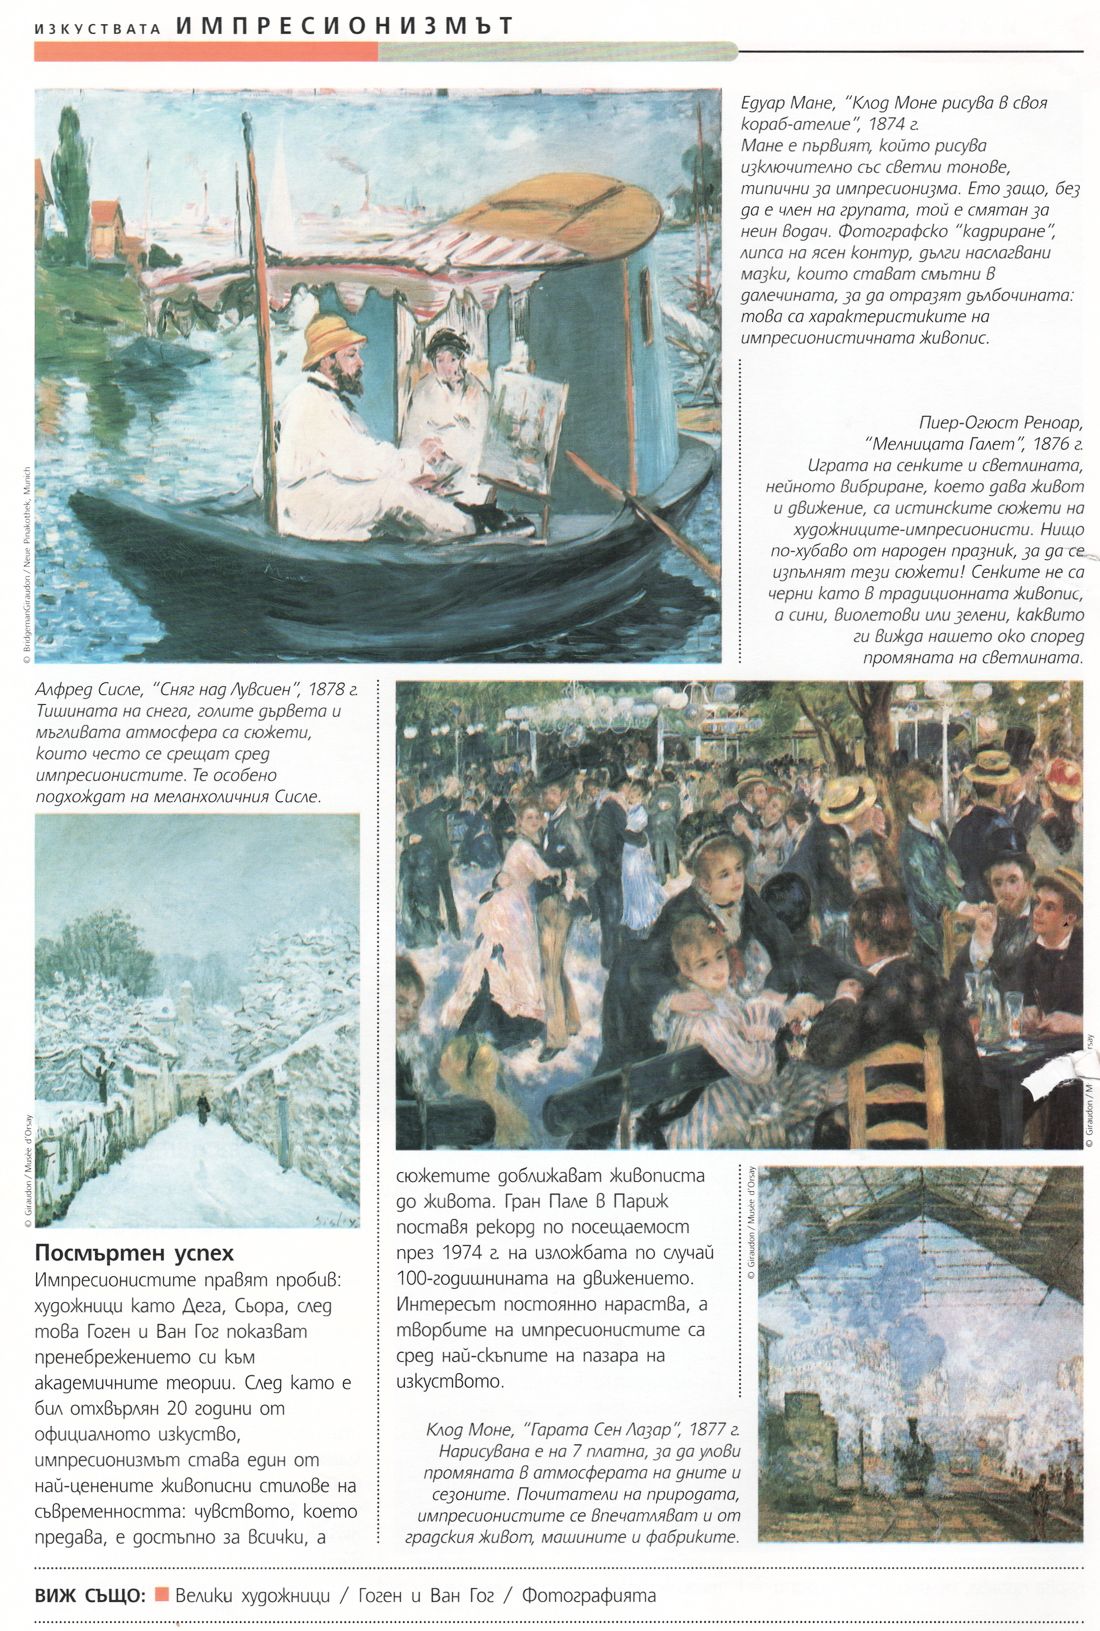 ИЗКУСТВАТА ИМПРЕСИОНИЗМЪТ
Едуар Мане, “Клод Моне рисува в своя
кораб-ателие”, 1874 г.
Мане е първият, който рисува
изключително със светли тонове,
типични за импресионизма. Ето защо, без
да е член на групата, той е смятан за
неин водач. Фотографско “кадриране”,
липса на ясен контур, дълги наслагвани
мазки, които стават смътни в
далечината, за да отразят дълбочината:
това са характеристиките на
импресионистичната живопис.
© BridgemanGiraudon / Neue Pinakothek, Munich
Пиер-Огюст Реноар,
“Мелницата Галет”, 1876 г.
Играта на сенките и светлината,
нейното вибриране, което дава живот
и движение, са истинските сюжети на
художниците-импресионисти. Нищо
по-хубаво от народен празник, за да се
изпълнят тези сюжети! Сенките не са
черни като в традиционната живопис,
а сини, виолетови или зелени, каквито
ги вижда нашето око според
промяната на светлината.
Алфред Сисле, “Сняг над Лувсиен”, 1878 г.
Тишината на снега, голите дървета и
мъгливата атмосфера са сюжети,
които често се срещат сред
импресионистите. Те особено
подхождат на меланхоличния Сисле.
© Giraudon / Musée d'Orsay
Sisley
© Giraudon / M rsay
Посмъртен успех
Импресионистите правят пробив:
художници като Дега, Сьора, след
това Гоген и Ван Гог показват
пренебрежението си към
академичните теории. След като е
бил отхвърлян 20 години от
официалното изкуство,
импресионизмът става един от
най-ценените живописни стилове на
съвременността: чувството, което
предава, е достъпно за всички, а
сюжетите доближават живописта
до живота. Гран Пале в Париж
поставя рекорд по посещаемост
през 1974 г. на изложбата по случай
100-годишнината на движението.
Интересът постоянно нараства, а
творбите на импресионистите са
сред най-скъпите на пазара на
изкуството.
© Giraudon / Musée d'Orsay
Клод Моне, “Гарата Сен Лазар”, 1877 г.
Нарисувана е на 7 платна, за да улови
промяната в атмосферата на дните и
сезоните. Почитатели на природата,
импресионистите се впечатляват и от
градския живот, машините и фабриките.
ВИЖ СЪЩО: Велики художници / Гоген и Ван Гог / Фотографията